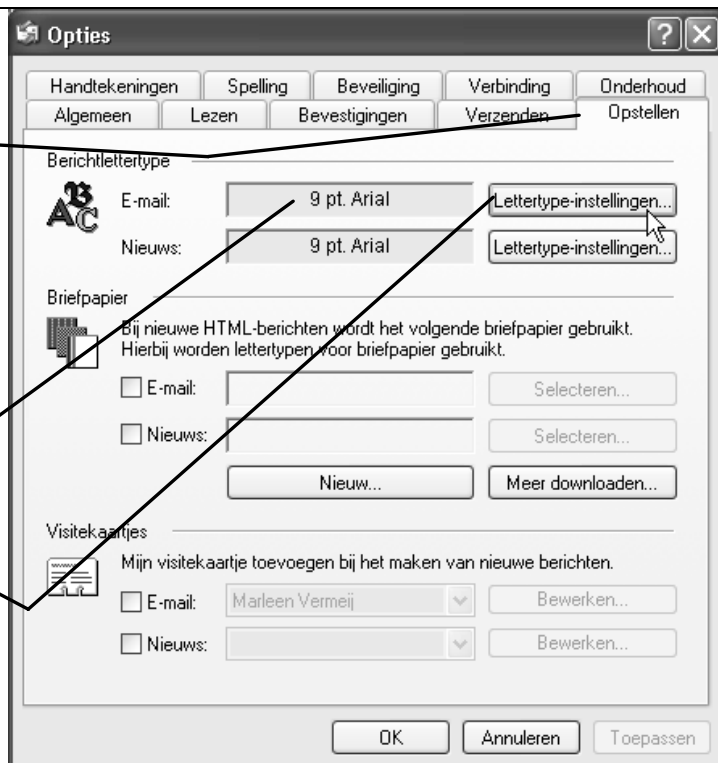 Opties
Handtekeningen Spelling Beveiliging Verbinding Onderhoud
Algemeen Lezen Bevestigingen Verzenden Opstellen
Berichtlettertype
E-mail: 9 pt. Arial Lettertype-instellingen...
Nieuws: 9 pt. Arial Lettertype-instellingen...
Briefpapier
Bij nieuwe HTML-berichten wordt het volgende briefpapier gebruikt.
Hierbij worden lettertypen voor briefpapier gebruikt.
E-mail: Selecteren...
Nieuws: Selecteren...
Nieuw... Meer downloaden...
Visitekaartjes
Mijn visitekaartje toevoegen bij het maken van nieuwe berichten.
E-mail: Marleen Vermeij Bewerken...
Nieuws: Bewerken...
OK Annuleren Toepassen